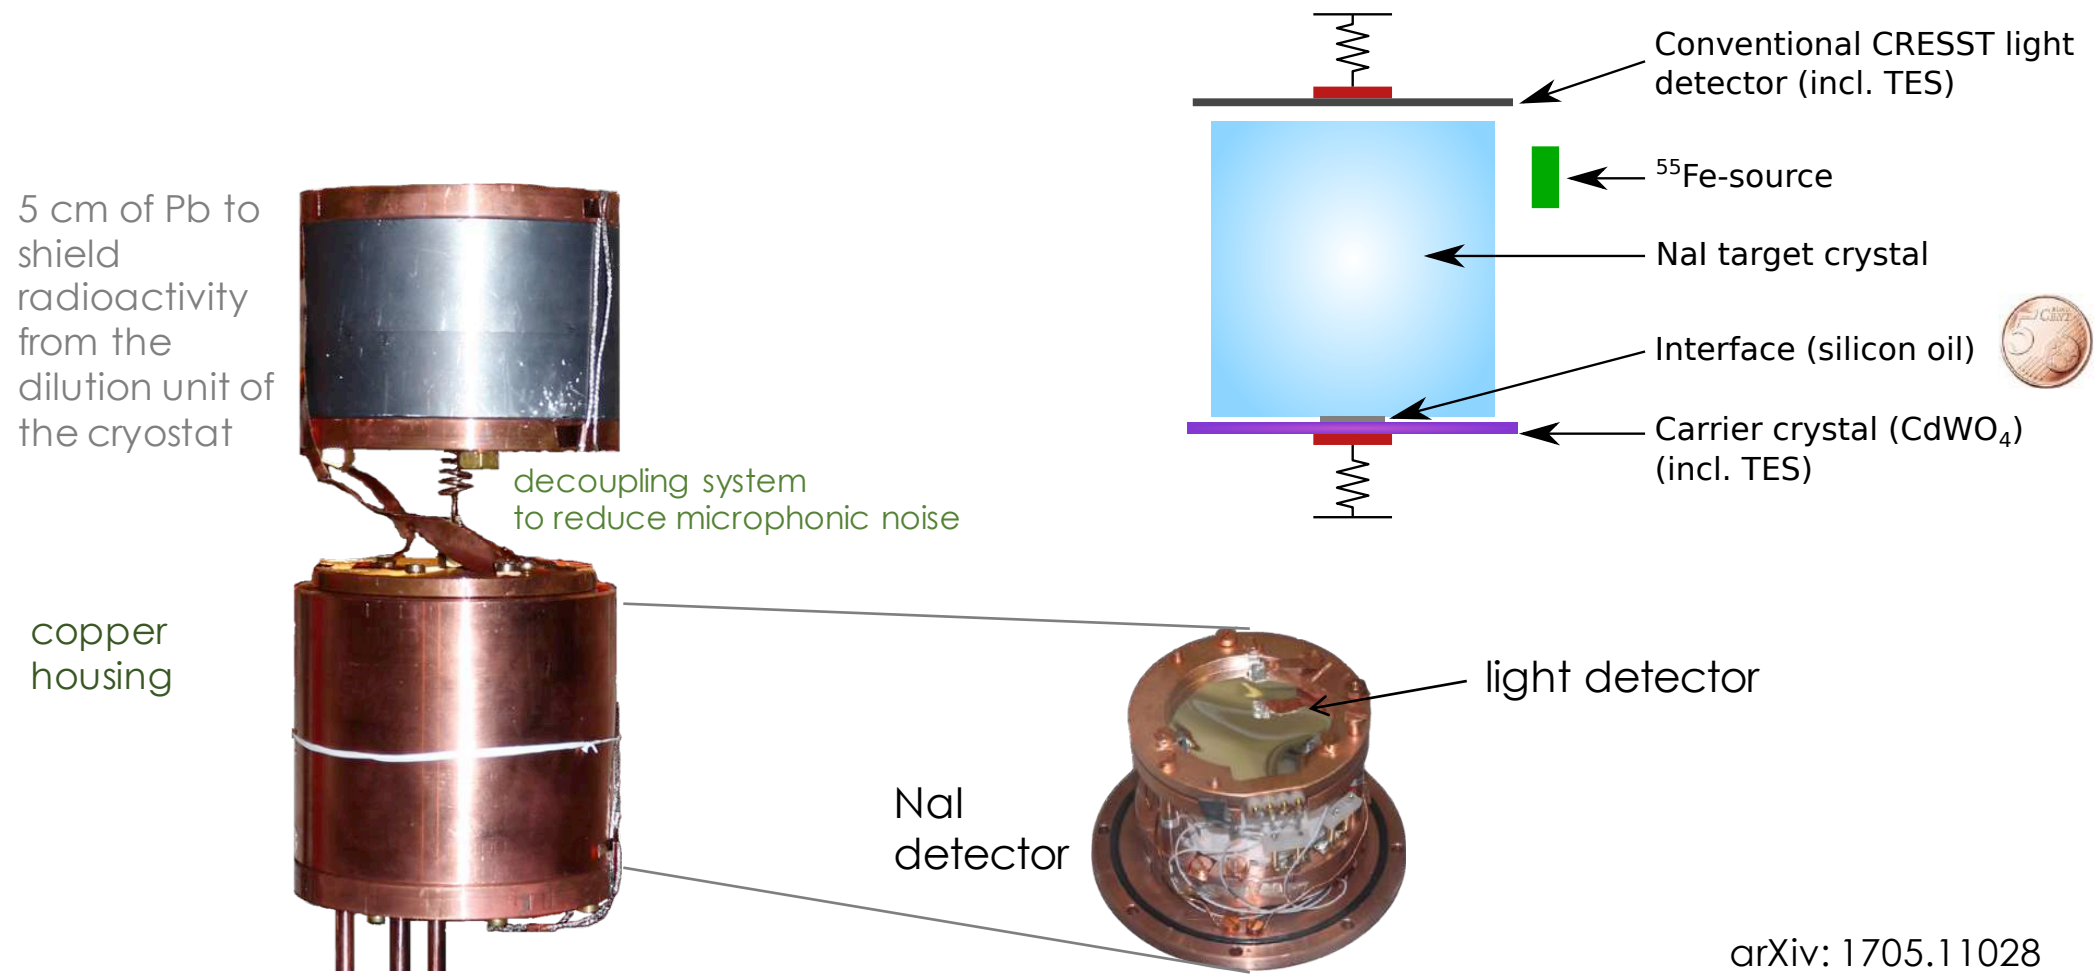 Conventional CRESST light
detector (incl. TES)
⁵⁵Fe-source
NaI target crystal
Interface (silicon oil)
5
CENT
Carrier crystal (CdWO₄)
(incl. TES)
5 cm of Pb to
shield
radioactivity
from the
dilution unit of
the cryostat
decoupling system
to reduce microphonic noise
copper
housing
light detector
NaI
detector
arXiv: 1705.11028